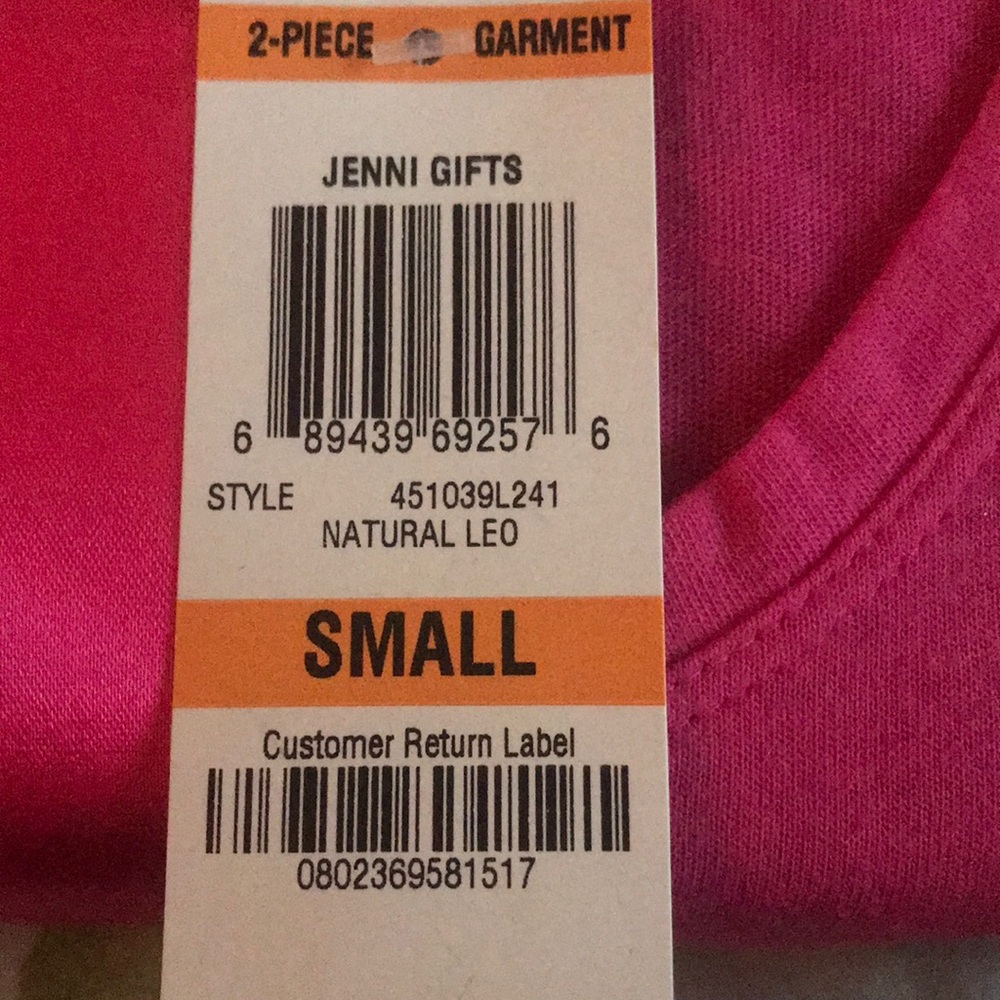 2-PIECE GARMENT
JENNI GIFTS
6 89439 69257 6
STYLE 451039L241
NATURAL LEO
SMALL
Customer Return Label
0802369581517